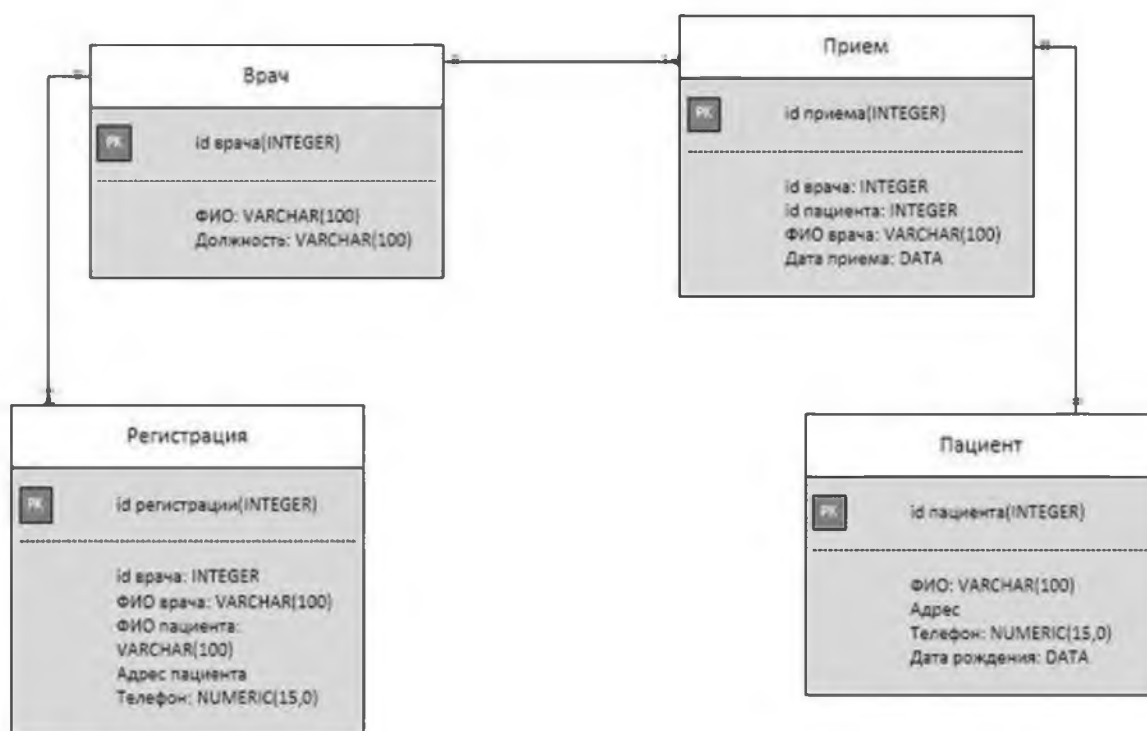 Врач
PK
id врача(INTEGER)
ФИО: VARCHAR(100)
Должность: VARCHAR(100)
Прием
PK
id приема(INTEGER)
id врача: INTEGER
id пациента: INTEGER
ФИО врача: VARCHAR(100)
Дата приема: DATA
Регистрация
PK
id регистрации(INTEGER)
id врача: INTEGER
ФИО врача: VARCHAR(100)
ФИО пациента:
VARCHAR(100)
Адрес пациента
Телефон: NUMERIC(15,0)
Пациент
PK
id пациента(INTEGER)
ФИО: VARCHAR(100)
Адрес
Телефон: NUMERIC(15,0)
Дата рождения: DATA